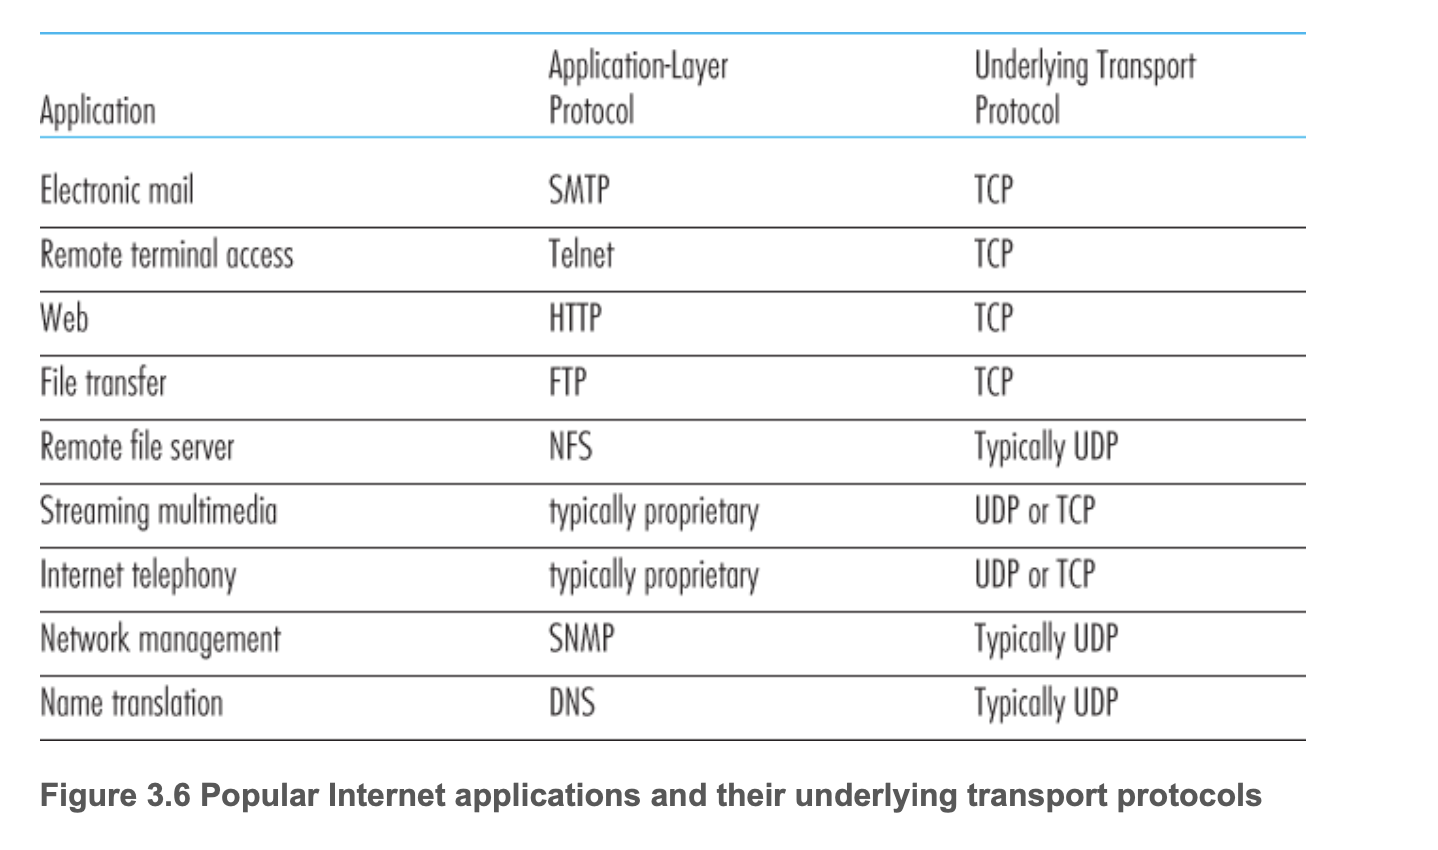 Application-Layer Underlying Transport
Application Protocol Protocol
Electronic mail SMTP TCP
Remote terminal access Telnet TCP
Web HTTP TCP
File transfer FTP TCP
Remote file server NFS Typically UDP
Streaming multimedia typically proprietary UDP or TCP
Internet telephony typically proprietary UDP or TCP
Network management SNMP Typically UDP
Name translation DNS Typically UDP
Figure 3.6 Popular Internet applications and their underlying transport protocols